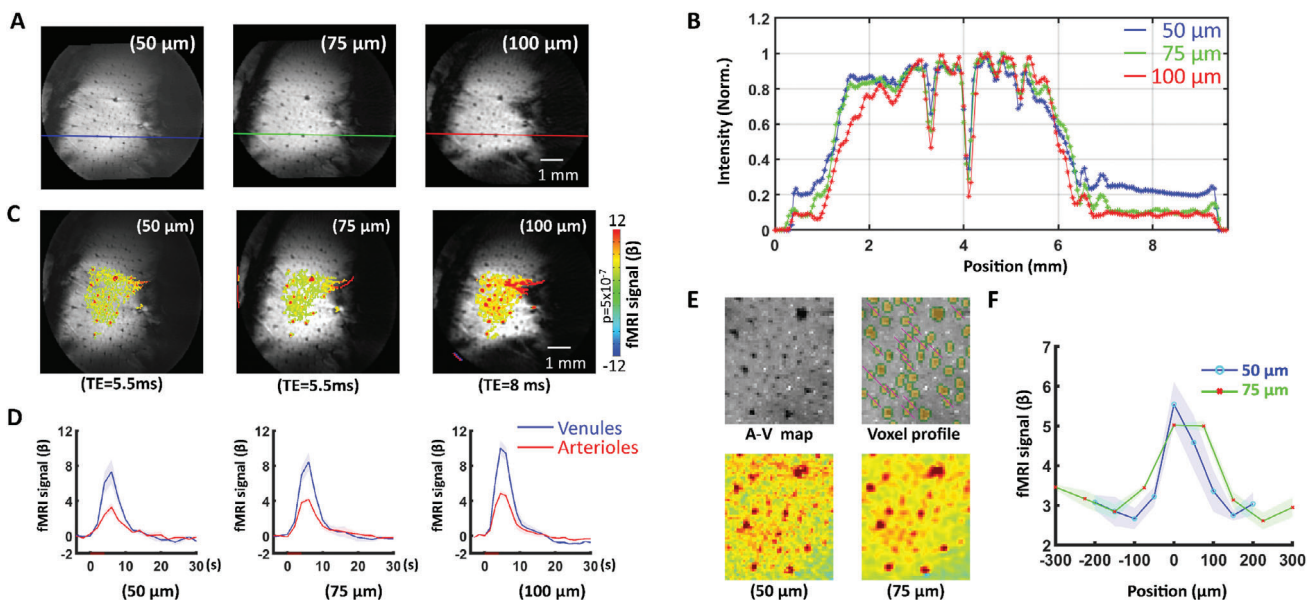 A
(50 µm)
(75 µm)
(100 µm)
1 mm
B
50 µm
75 µm
100 µm
Intensity (Norm.)
1
0.8
0.6
0.4
0.2
0
0 2 4 6 8
Position (mm)
C
(50 µm)
(75 µm)
(100 µm)
1 mm
12
p=5x10⁻⁷
-12
fMRI signal (β)
(TE=5.5ms)
(TE=5.5ms)
(TE=8 ms)
D
Venules
Arterioles
fMRI signal (β)
12
8
4
0
-2
0 10 20 30
(50 µm)
fMRI signal (β)
12
8
4
0
-2
0 10 20 30
(75 µm)
fMRI signal (β)
12
8
4
0
-2
0 10 20 30 (s)
(100 µm)
E
A-V map
Voxel profile
(50 µm)
(75 µm)
F
50 µm
75 µm
fMRI signal (β)
7
6
5
4
3
2
-300 -200 -100 0 100 200 300
Position (µm)